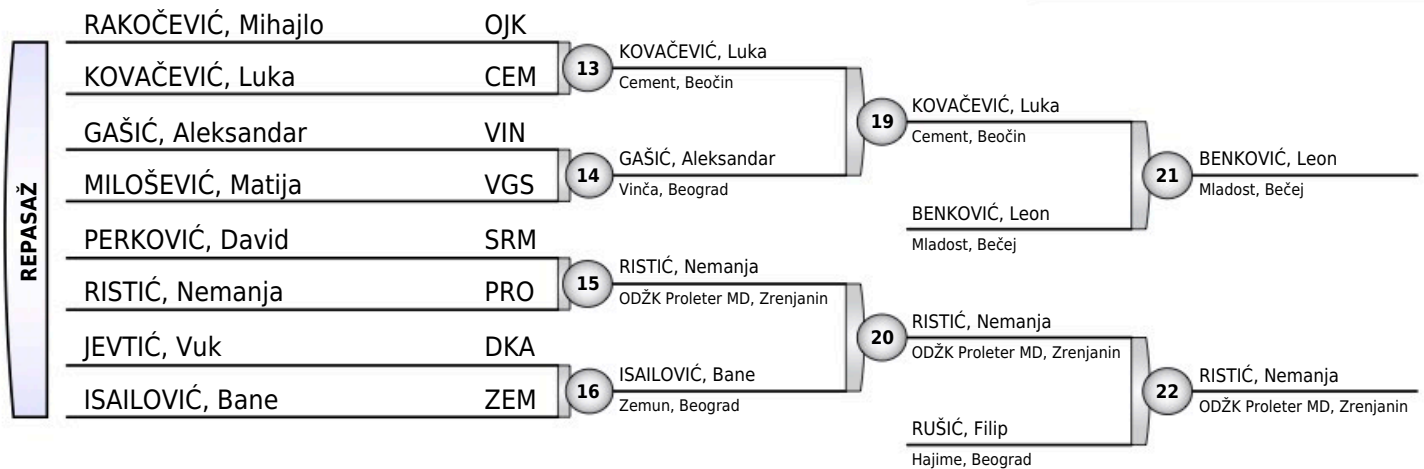 REPASAŽ
RAKOČEVIĆ, Mihajlo OJK
KOVAČEVIĆ, Luka CEM
GAŠIĆ, Aleksandar VIN
MILOŠEVIĆ, Matija VGS
PERKOVIĆ, David SRM
RISTIĆ, Nemanja PRO
JEVTIĆ, Vuk DKA
ISAILOVIĆ, Bane ZEM
13
KOVAČEVIĆ, Luka
Cement, Beočin
14
GAŠIĆ, Aleksandar
Vinča, Beograd
15
RISTIĆ, Nemanja
ODŽK Proleter MD, Zrenjanin
16
ISAILOVIĆ, Bane
Zemun, Beograd
19
KOVAČEVIĆ, Luka
Cement, Beočin
BENKOVIĆ, Leon
Mladost, Bečej
20
RISTIĆ, Nemanja
ODŽK Proleter MD, Zrenjanin
RUŠIĆ, Filip
Hajime, Beograd
21
BENKOVIĆ, Leon
Mladost, Bečej
22
RISTIĆ, Nemanja
ODŽK Proleter MD, Zrenjanin